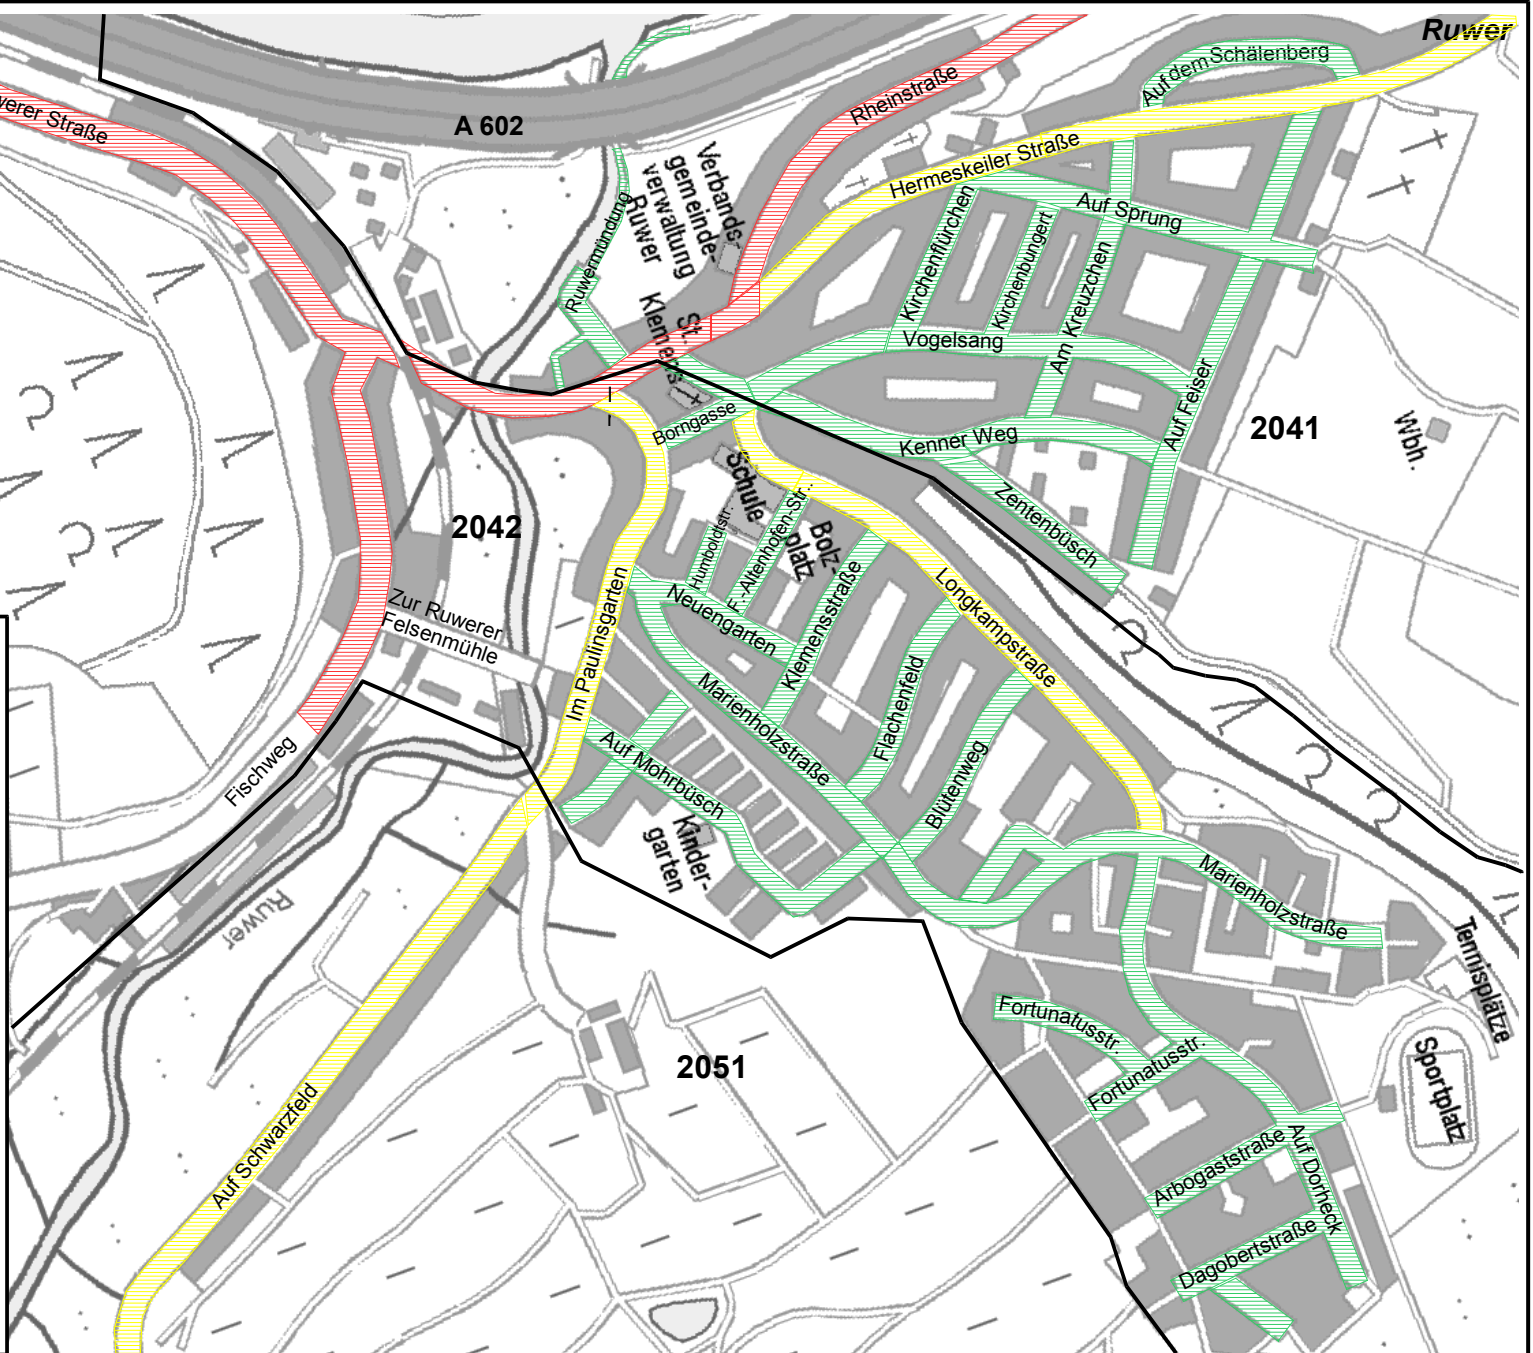 Ruwer
Auf dem Schälenberg
Rheinstraße
werer Straße
A 602
Hermeskeiler Straße
Verbands-
gemeinde-
verwaltung
Ruwer
Ruwermündung
Auf Sprung
Kirchenflürchen
Kirchenbungert
Am Kreuzchen
St.
Klemens
Vogelsang
Auf Feiser
Borngasse
Kenner Weg
2041
Wbh.
Zentenbüsch
Schule
2042
Humboldtstr.
F.-Altenhofen-Str.
Bolz-
platz
Klemensstraße
Longkampstraße
Neuengarten
Zur Ruwerer
Felsenmühle
Im Paulinsgarten
Marienholzstraße
Flachenfeld
Blütenweg
Auf Mohrbüsch
Fischweg
Kinder-
garten
Ruwer
Marienholzstraße
Tennisplätze
Fortunatusstr.
Fortunatusstr.
2051
Sportplatz
Auf Schwarzfeld
Arbogaststraße
Auf Dorheck
Dagobertstraße